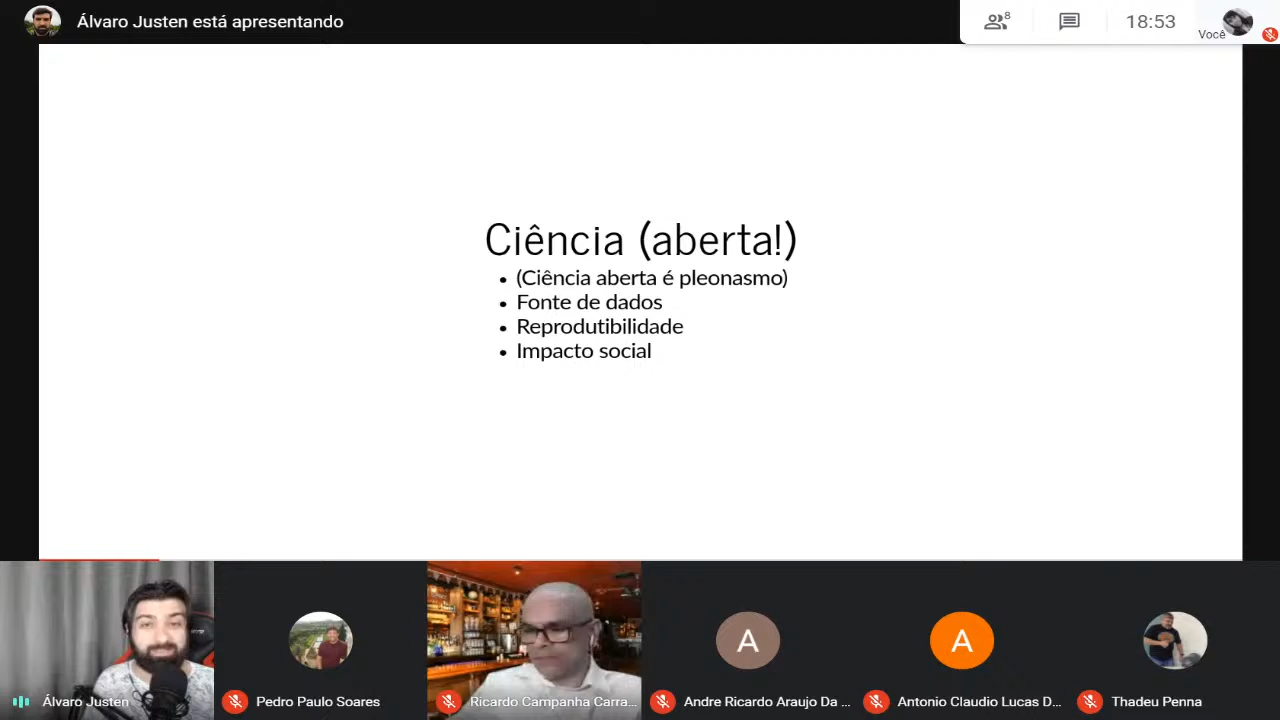 Álvaro Justen está apresentando
8
18:53
Você
Ciência (aberta!)
• (Ciência aberta é pleonasmo)
• Fonte de dados
• Reprodutibilidade
• Impacto social
Álvaro Justen
Pedro Paulo Soares
Ricardo Campanha Carra...
A
Andre Ricardo Araujo Da ...
A
Antonio Claudio Lucas D...
Thadeu Penna